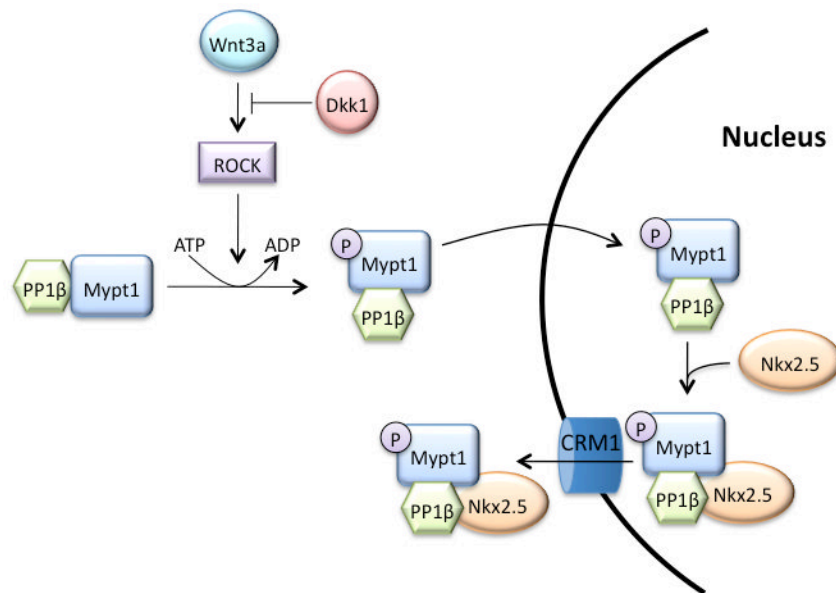 Wnt3a
Dkk1
Nucleus
ROCK
ATP ADP
PP1β Mypt1
P
Mypt1
PP1β
P
Mypt1
PP1β
Nkx2.5
CRM1
P
Mypt1
PP1β Nkx2.5
P
Mypt1
PP1β Nkx2.5